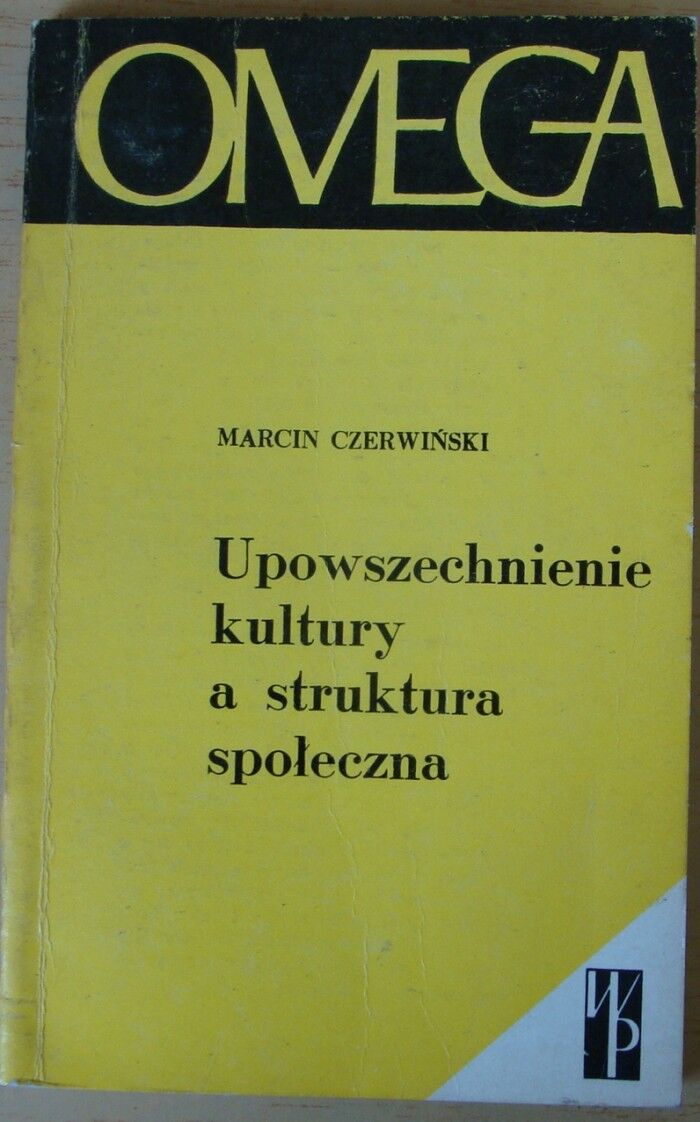 OMEGA
MARCIN CZERWIŃSKI
Upowszechnienie
kultury
a struktura
społeczna
WP